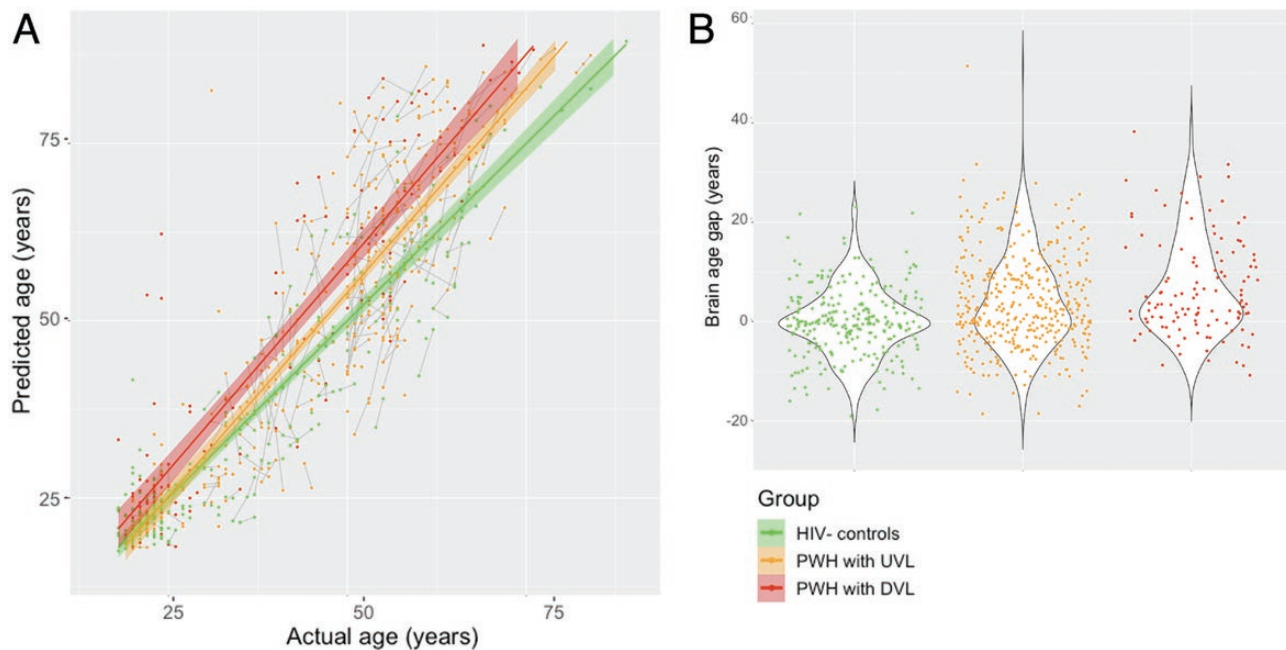 A
Predicted age (years)
75
50
25
25
50
75
Actual age (years)
B
Brain age gap (years)
60
40
20
0
-20
Group
HIV- controls
PWH with UVL
PWH with DVL